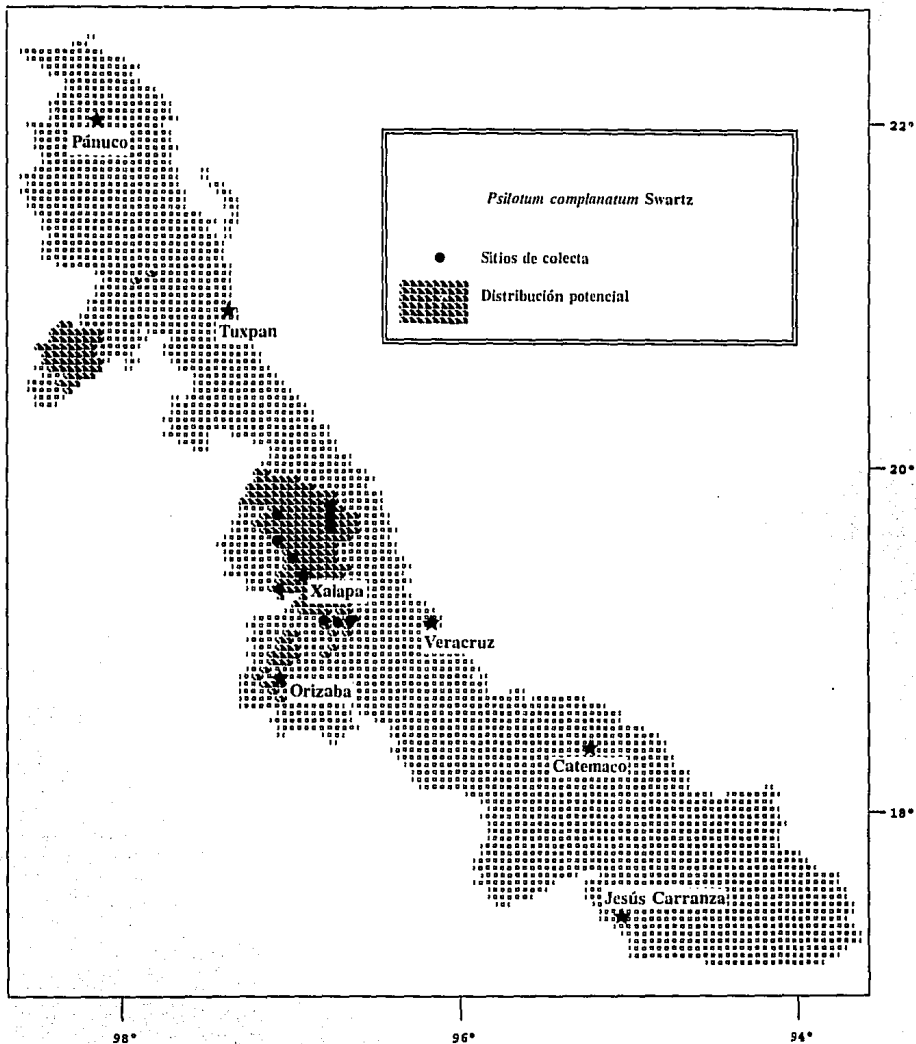 22°
Pánuco
Psilotum complanatum Swartz
Sitios de colecta
Distribución potencial
Tuxpan
20°
Xalapa
Veracruz
Orizaba
Catemaco
18°
Jesús Carranza
98°
96°
94°